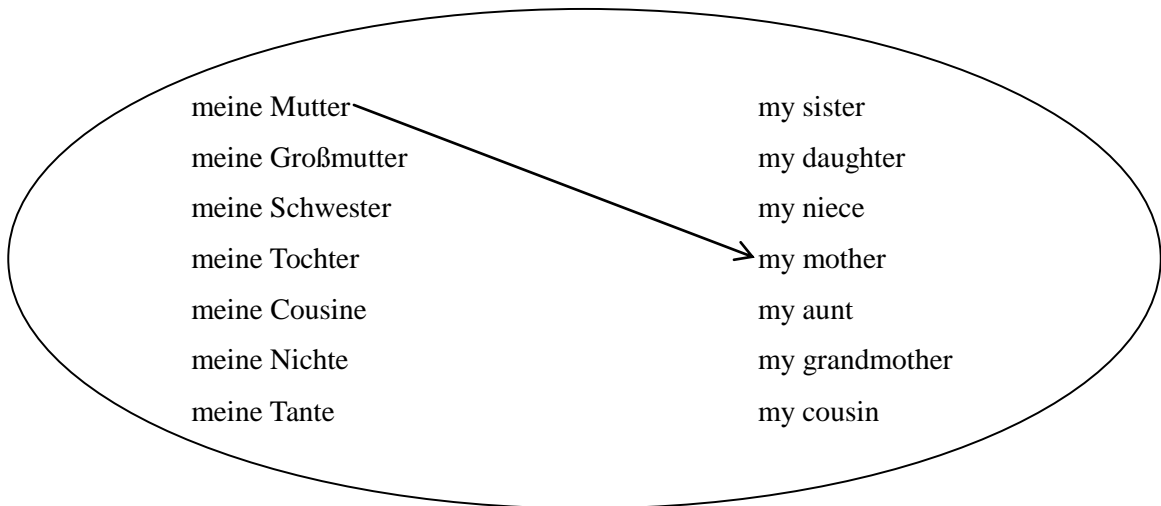 meine Mutter my sister
meine Großmutter my daughter
meine Schwester my niece
meine Tochter my mother
meine Cousine my aunt
meine Nichte my grandmother
meine Tante my cousin